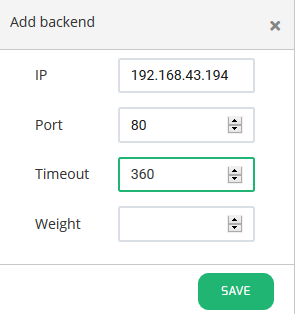 Add backend
×
IP 192.168.43.194
Port 80
Timeout 360
Weight
SAVE